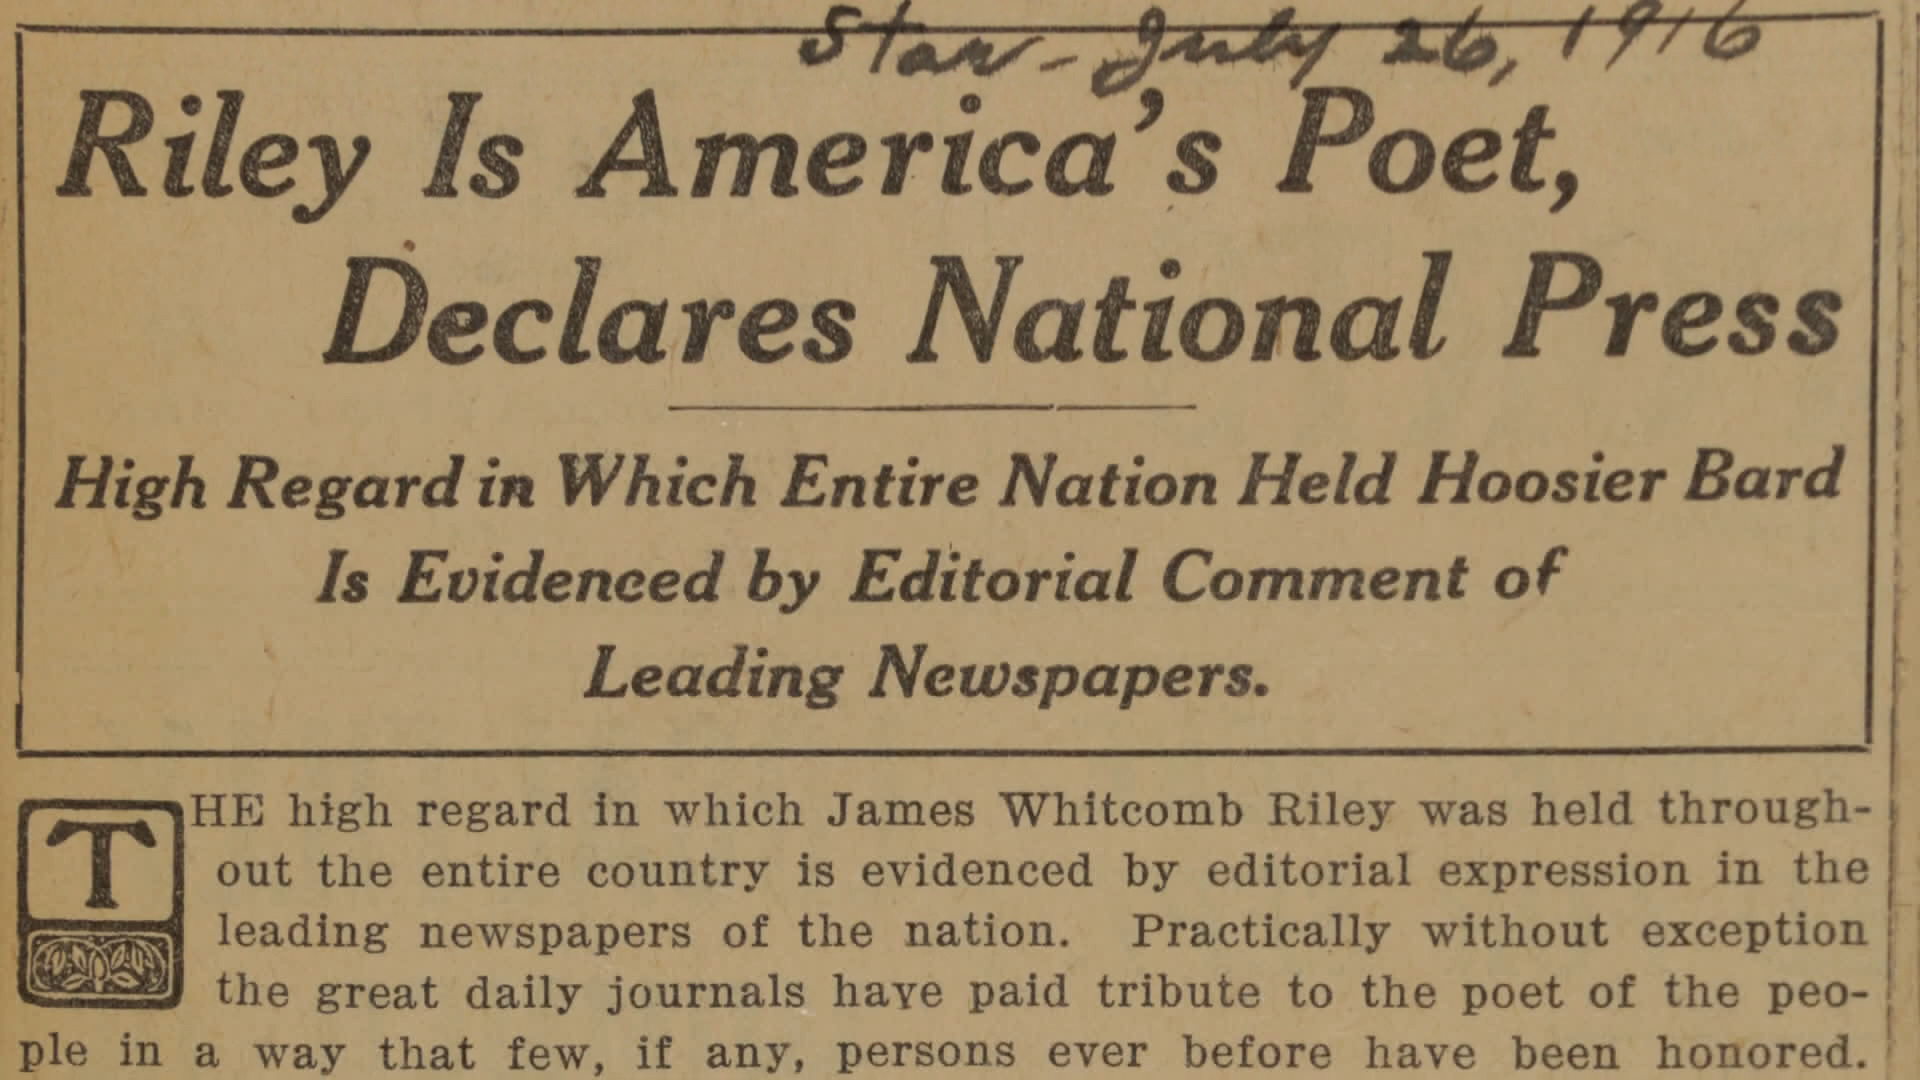 Star - July 26, 1916
Riley Is America's Poet,
Declares National Press
High Regard in Which Entire Nation Held Hoosier Bard
Is Evidenced by Editorial Comment of
Leading Newspapers.
THE high regard in which James Whitcomb Riley was held through-
out the entire country is evidenced by editorial expression in the
leading newspapers of the nation. Practically without exception
the great daily journals have paid tribute to the poet of the peo-
ple in a way that few, if any, persons ever before have been honored.